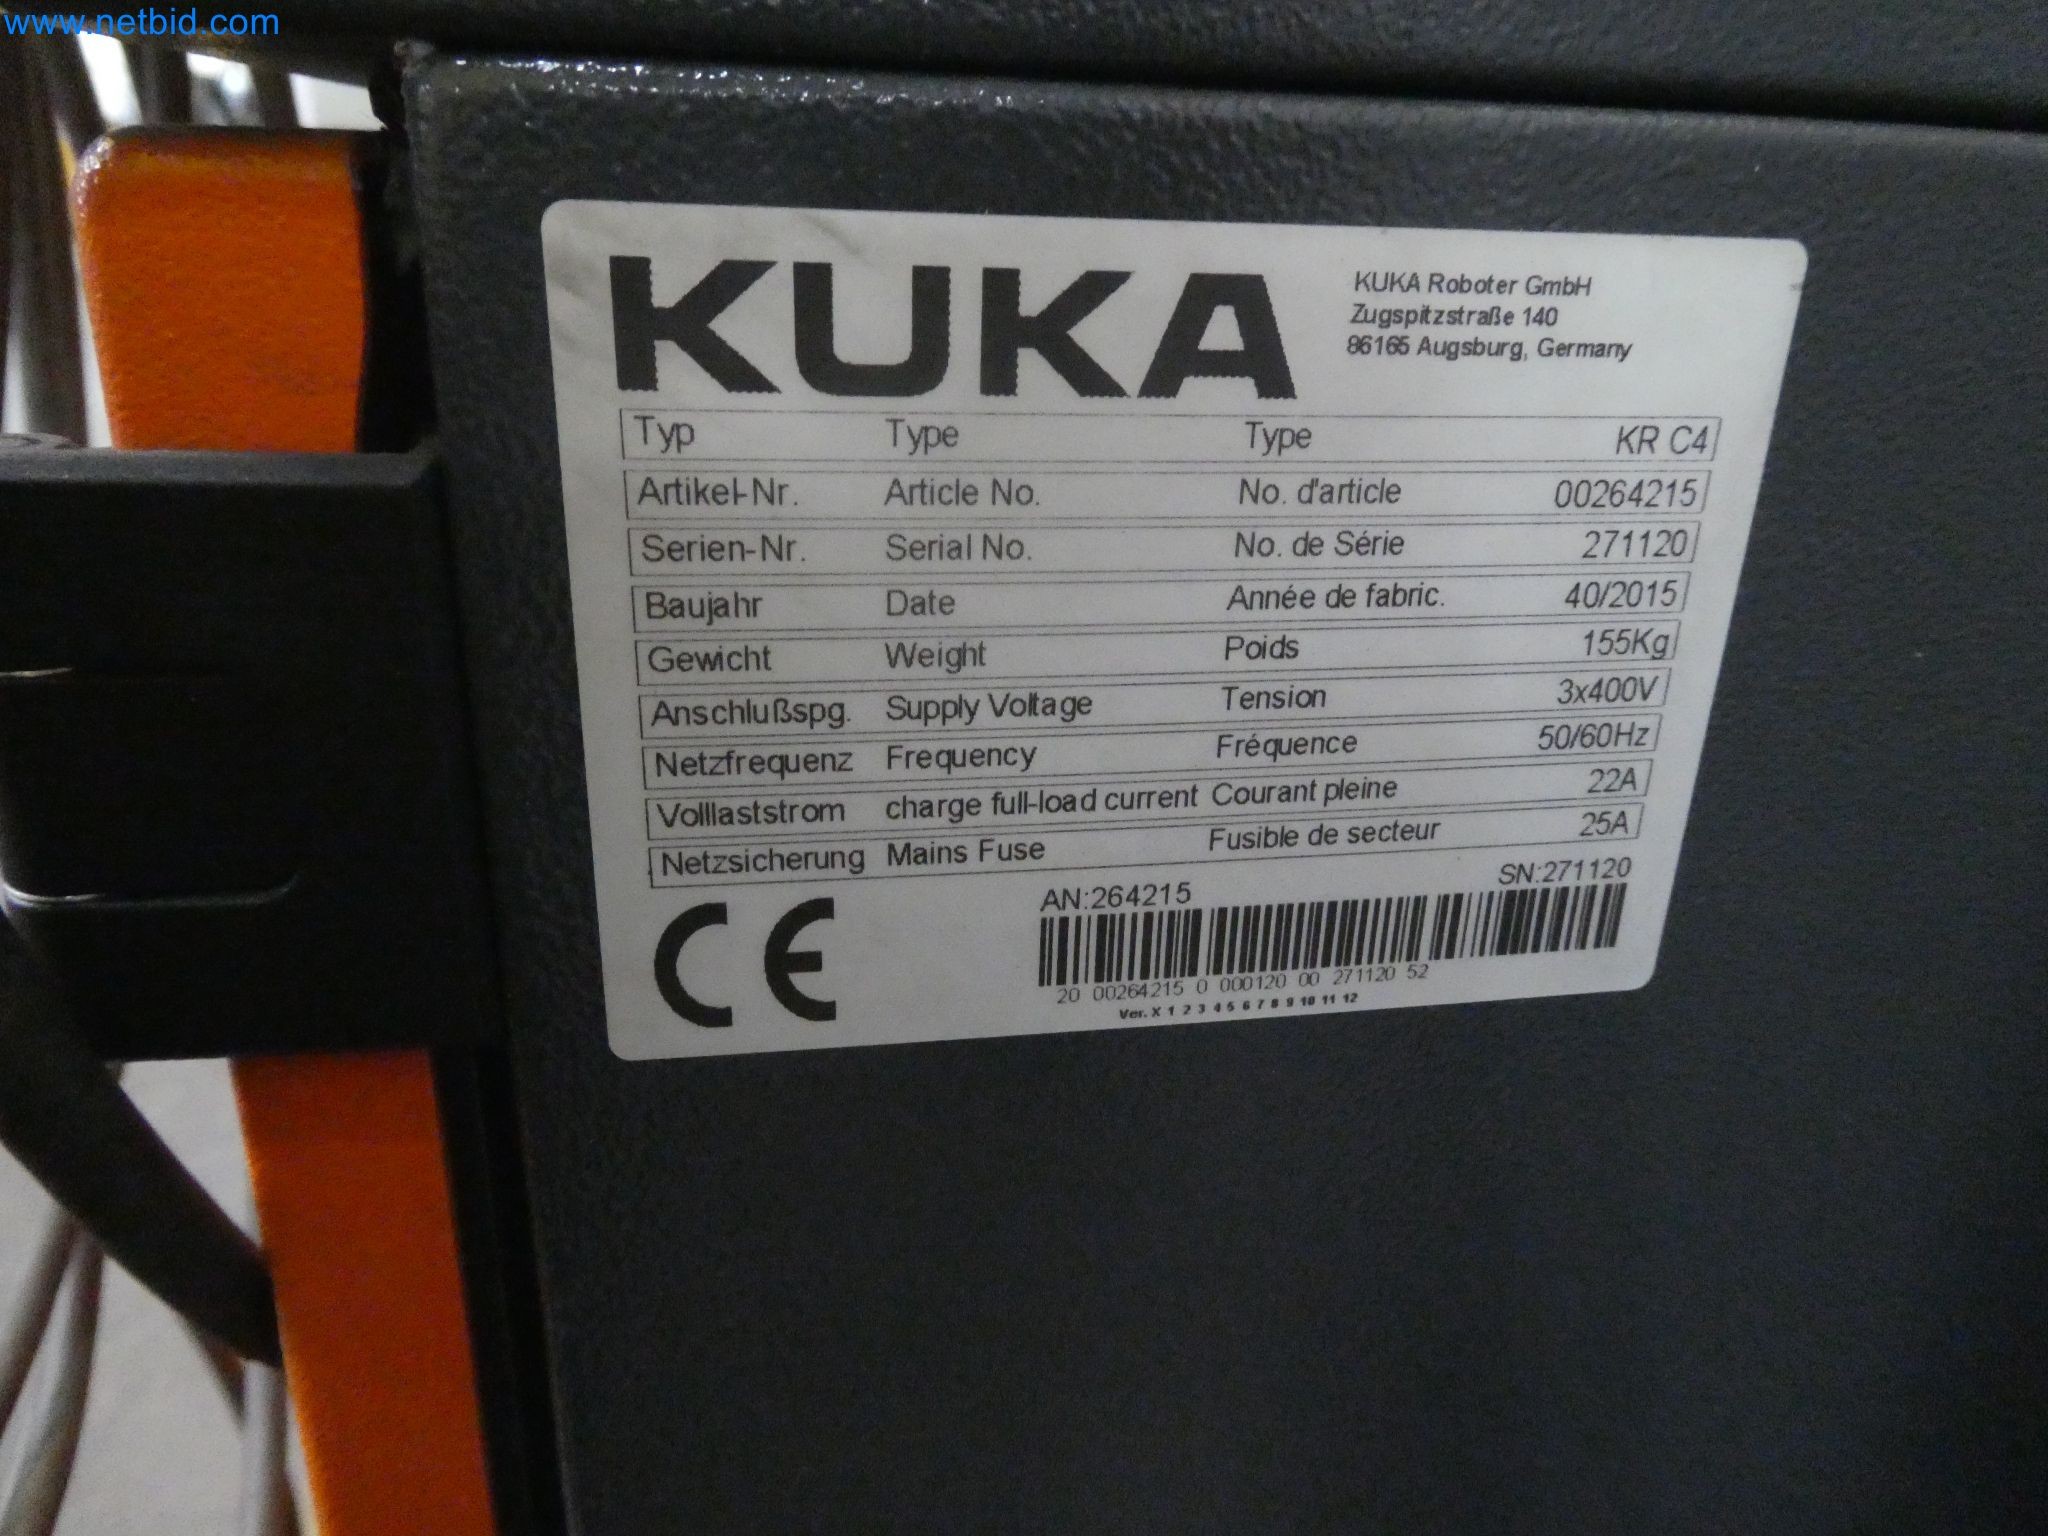 www.netbid.com
KUKA
KUKA Roboter GmbH
Zugspitzstraße 140
86165 Augsburg, Germany
Typ Type Type KR C4
Artikel-Nr. Article No. No. d'article 00264215
Serien-Nr. Serial No. No. de Série 271120
Baujahr Date Année de fabric. 40/2015
Gewicht Weight Poids 155Kg
Anschlußspg. Supply Voltage Tension 3x400V
Netzfrequenz Frequency Fréquence 50/60Hz
Volllaststrom charge full-load current Courant pleine 22A
Netzsicherung Mains Fuse Fusible de secteur 25A
CE
AN:264215 SN:271120
20 00264215 0 000120 00 271120 52
Ver. X 1 2 3 4 5 6 7 8 9 10 11 12